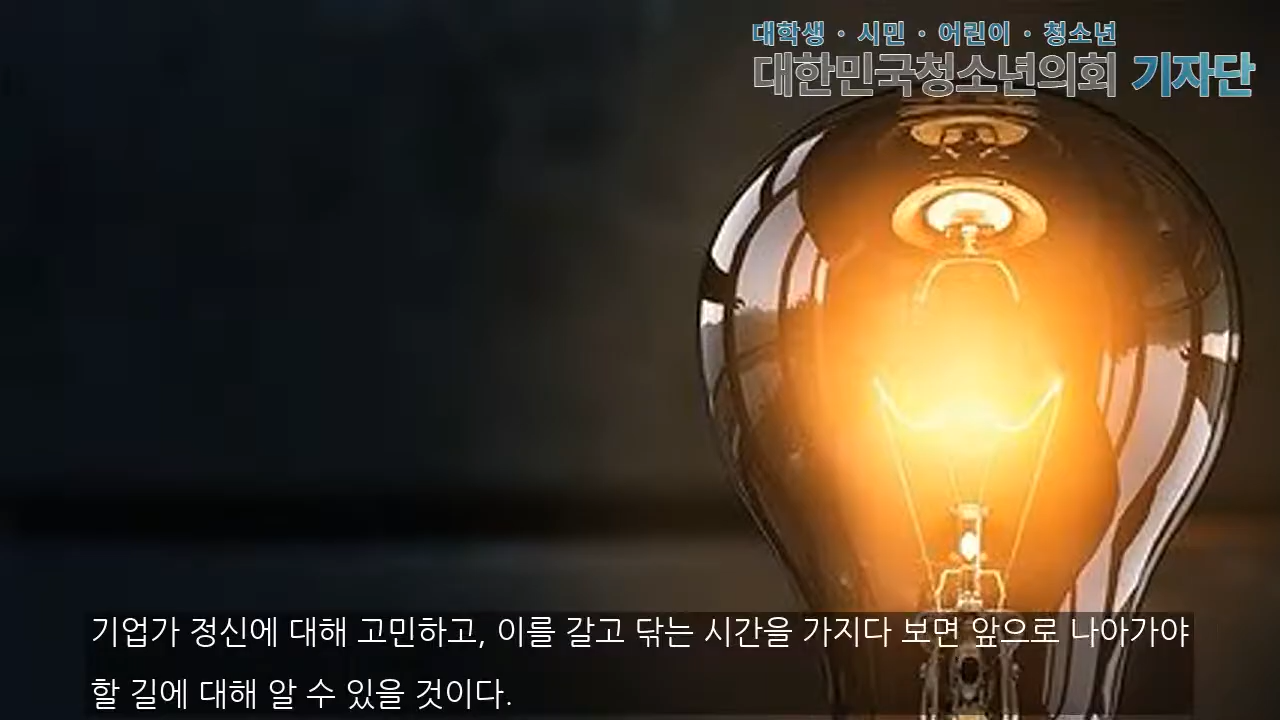 대학생 · 시민 · 어린이 · 청소년
대한민국청소년의회 기자단
기업가 정신에 대해 고민하고, 이를 갈고 닦는 시간을 가지다 보면 앞으로 나아가야
할 길에 대해 알 수 있을 것이다.